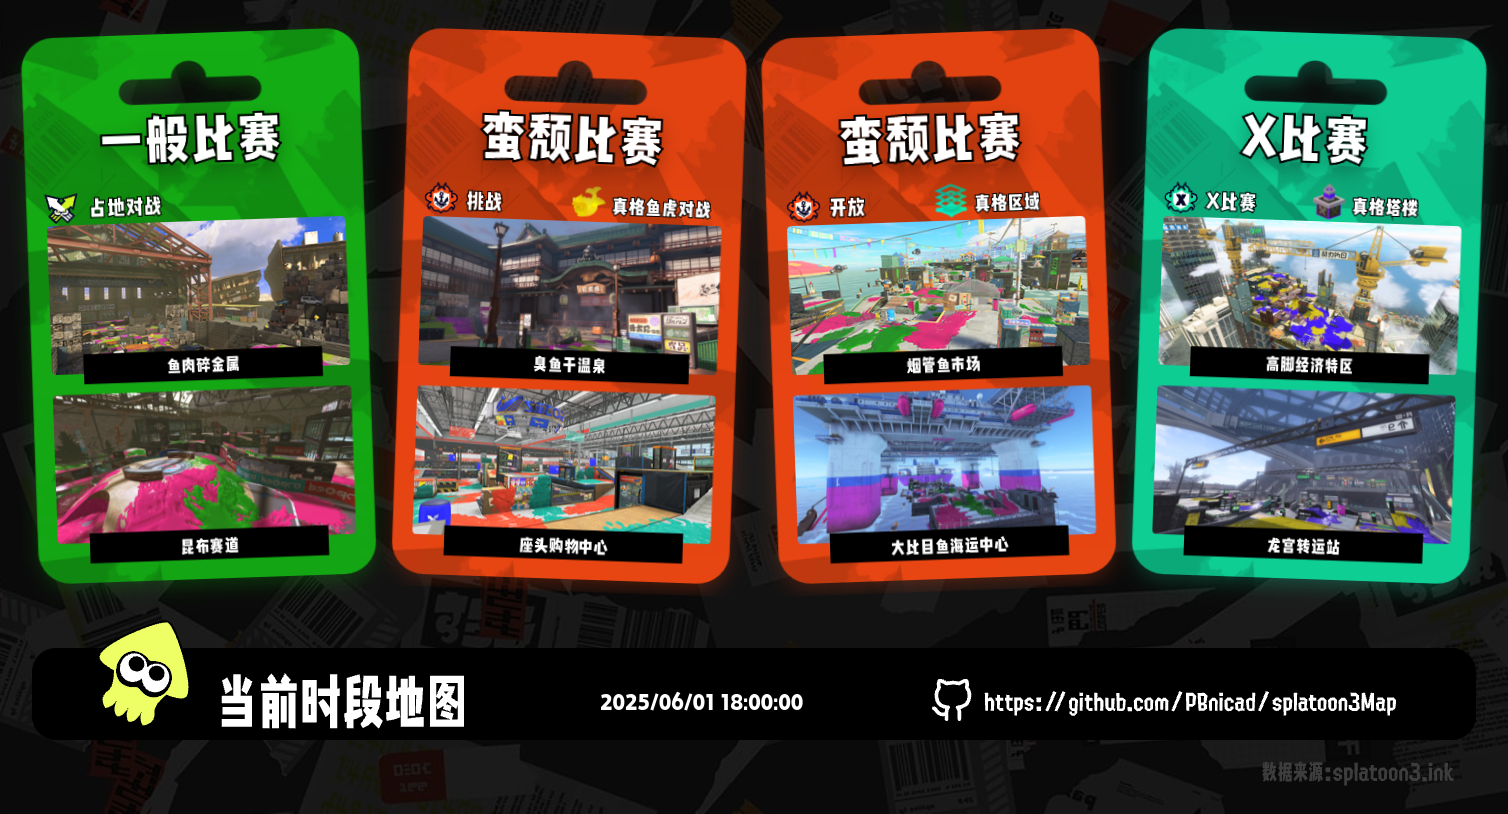 一般比赛
占地对战
鱼肉碎金属
昆布赛道
蛮颓比赛
挑战
真格鱼虎对战
臭鱼干温泉
座头购物中心
蛮颓比赛
开放
真格区域
烟管鱼市场
大比目鱼海运中心
X比赛
X比赛
真格塔楼
高脚经济特区
龙宫转运站
当前时段地图
2025/06/01 18:00:00
https://github.com/PBnicad/splatoon3Map
数据来源:splatoon3.ink